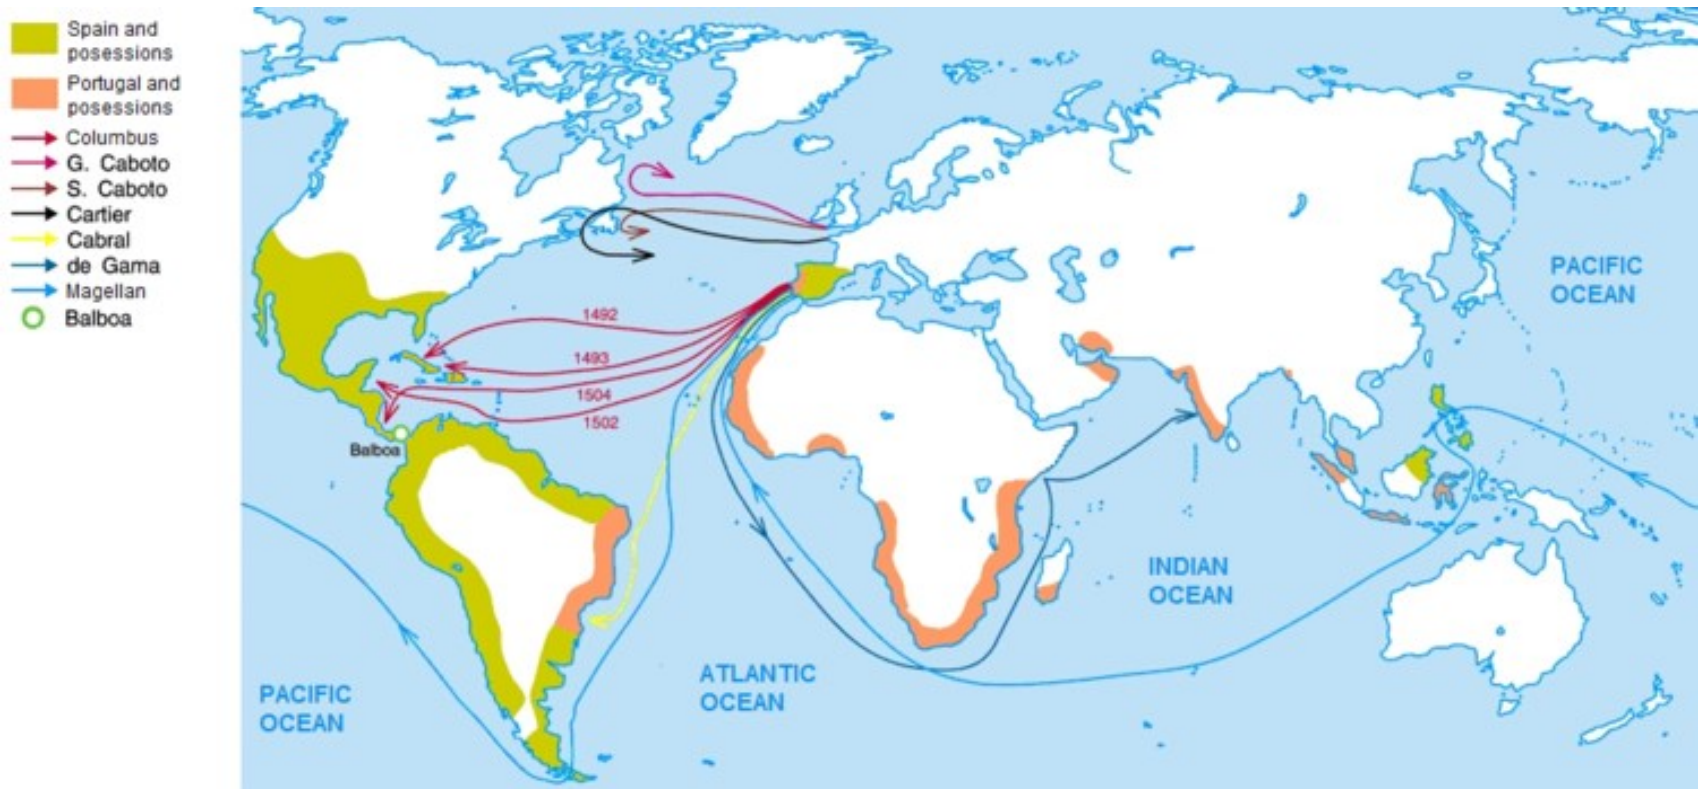 Spain and
posessions
Portugal and
posessions
Columbus
G. Caboto
S. Caboto
Cartier
Cabral
de Gama
Magellan
Balboa
1492
1493
1504
1502
Balboa
PACIFIC
OCEAN
ATLANTIC
OCEAN
INDIAN
OCEAN
PACIFIC
OCEAN